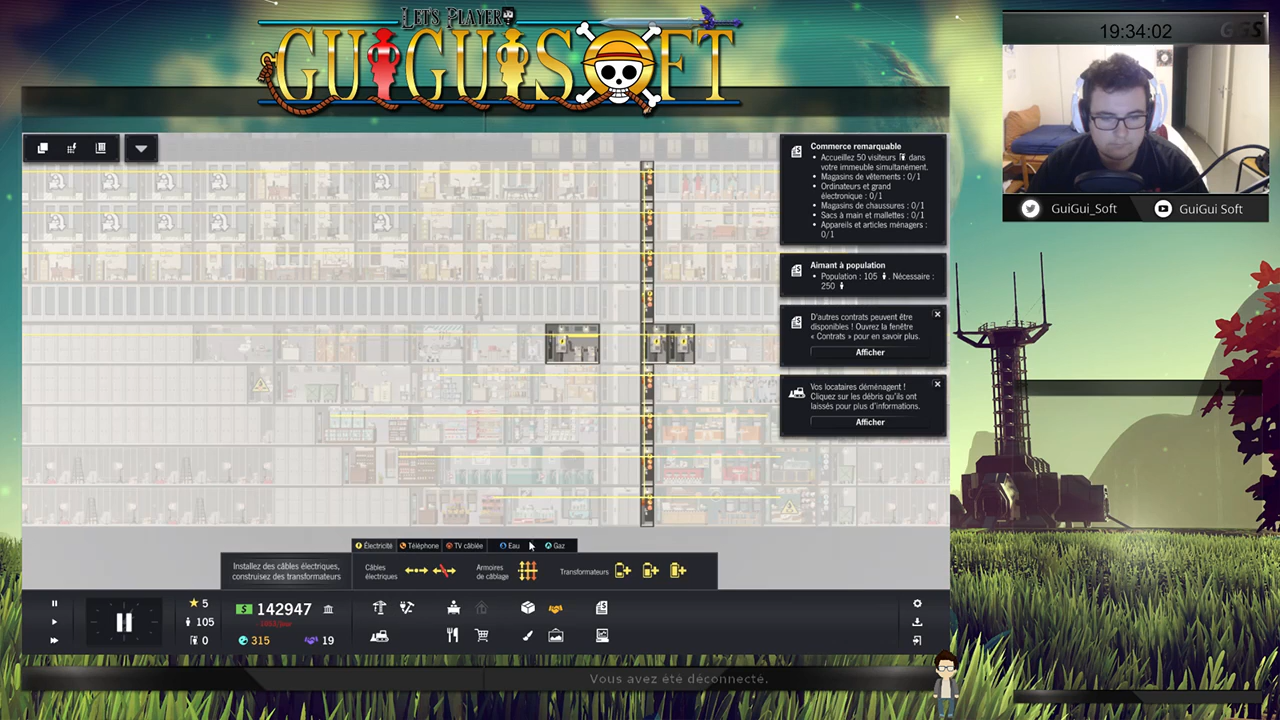 LET'S PLAYER
GUIGUISOFT
19:34:02
GGS
GuiGui_Soft
GuiGui Soft
Commerce remarquable
• Accueillez 50 visiteurs dans
votre immeuble simultanément.
• Magasins de vêtements : 0/1
• Ordinateurs et grand
électronique : 0/1
• Magasins de chaussures : 0/1
• Sacs à main et mallettes : 0/1
• Appareils et articles ménagers :
0/1
Aimant à population
• Population : 105 . Nécessaire :
250
D'autres contrats peuvent être
disponibles ! Ouvrez la fenêtre
« Contrats » pour en savoir plus.
Afficher
Vos locataires déménagent !
Cliquez sur les débris qu'ils ont
laissés pour plus d'informations.
Afficher
Électricité Téléphone TV câblée Eau Gaz
Installez des câbles électriques,
construisez des transformateurs
Câbles
électriques
Armoires
de câblage
Transformateurs
5
105
0
142947
315
19
Vous avez été déconnecté.